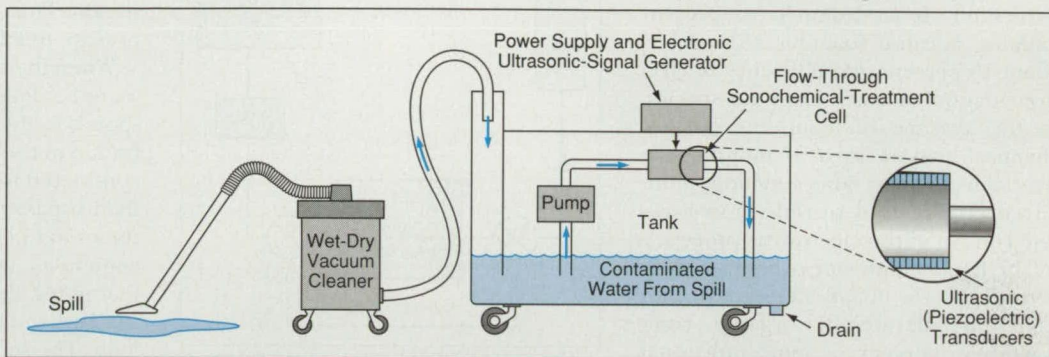 Power Supply and Electronic
Ultrasonic-Signal Generator
Flow-Through
Sonochemical-Treatment
Cell
Pump
Tank
Wet-Dry
Vacuum
Cleaner
Spill
Contaminated
Water From Spill
Drain
Ultrasonic
(Piezoelectric)
Transducers